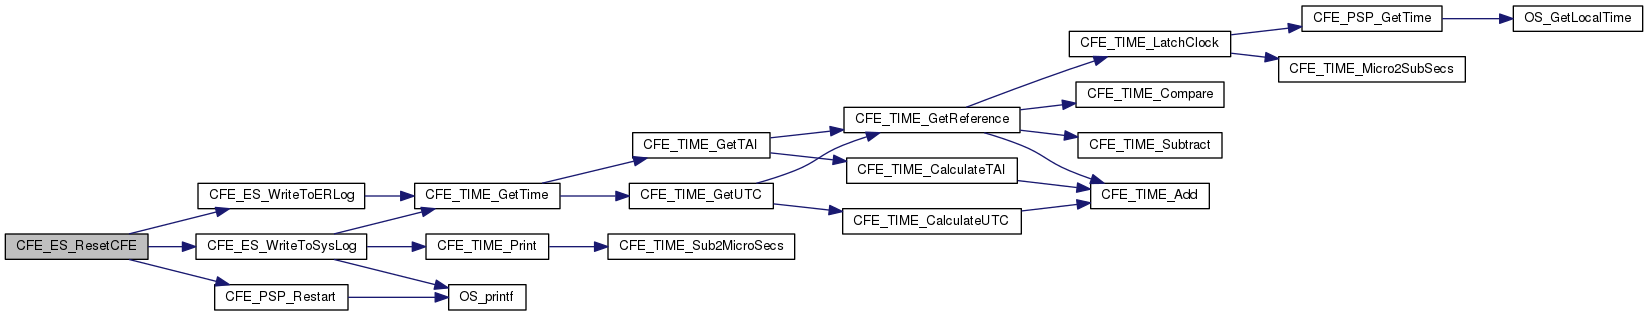 CFE_PSP_GetTime
OS_GetLocalTime
CFE_TIME_LatchClock
CFE_TIME_Micro2SubSecs
CFE_TIME_Compare
CFE_TIME_GetReference
CFE_TIME_GetTAI
CFE_TIME_Subtract
CFE_TIME_CalculateTAI
CFE_ES_WriteToERLog
CFE_TIME_GetTime
CFE_TIME_GetUTC
CFE_TIME_Add
CFE_TIME_CalculateUTC
CFE_ES_ResetCFE
CFE_ES_WriteToSysLog
CFE_TIME_Print
CFE_TIME_Sub2MicroSecs
CFE_PSP_Restart
OS_printf